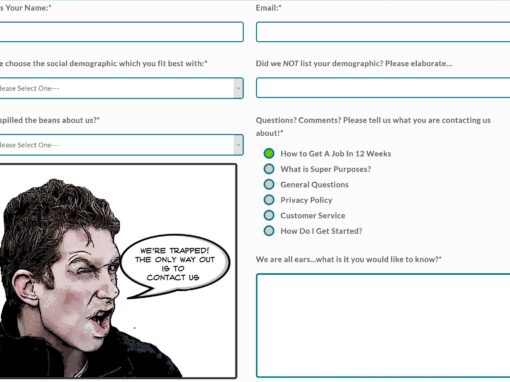 s Your Name:*
Email:*
e choose the social demographic which you fit best with:*
ease Select One---
Did we NOT list your demographic? Please elaborate...
spilled the beans about us?*
ease Select One---
Questions? Comments? Please tell us what you are contacting us
about!*
How to Get A Job In 12 Weeks
What is Super Purposes?
General Questions
Privacy Policy
Customer Service
How Do I Get Started?
WE'RE TRAPPED!
THE ONLY WAY OUT
IS TO
CONTACT US
We are all ears...what is it you would like to know?*